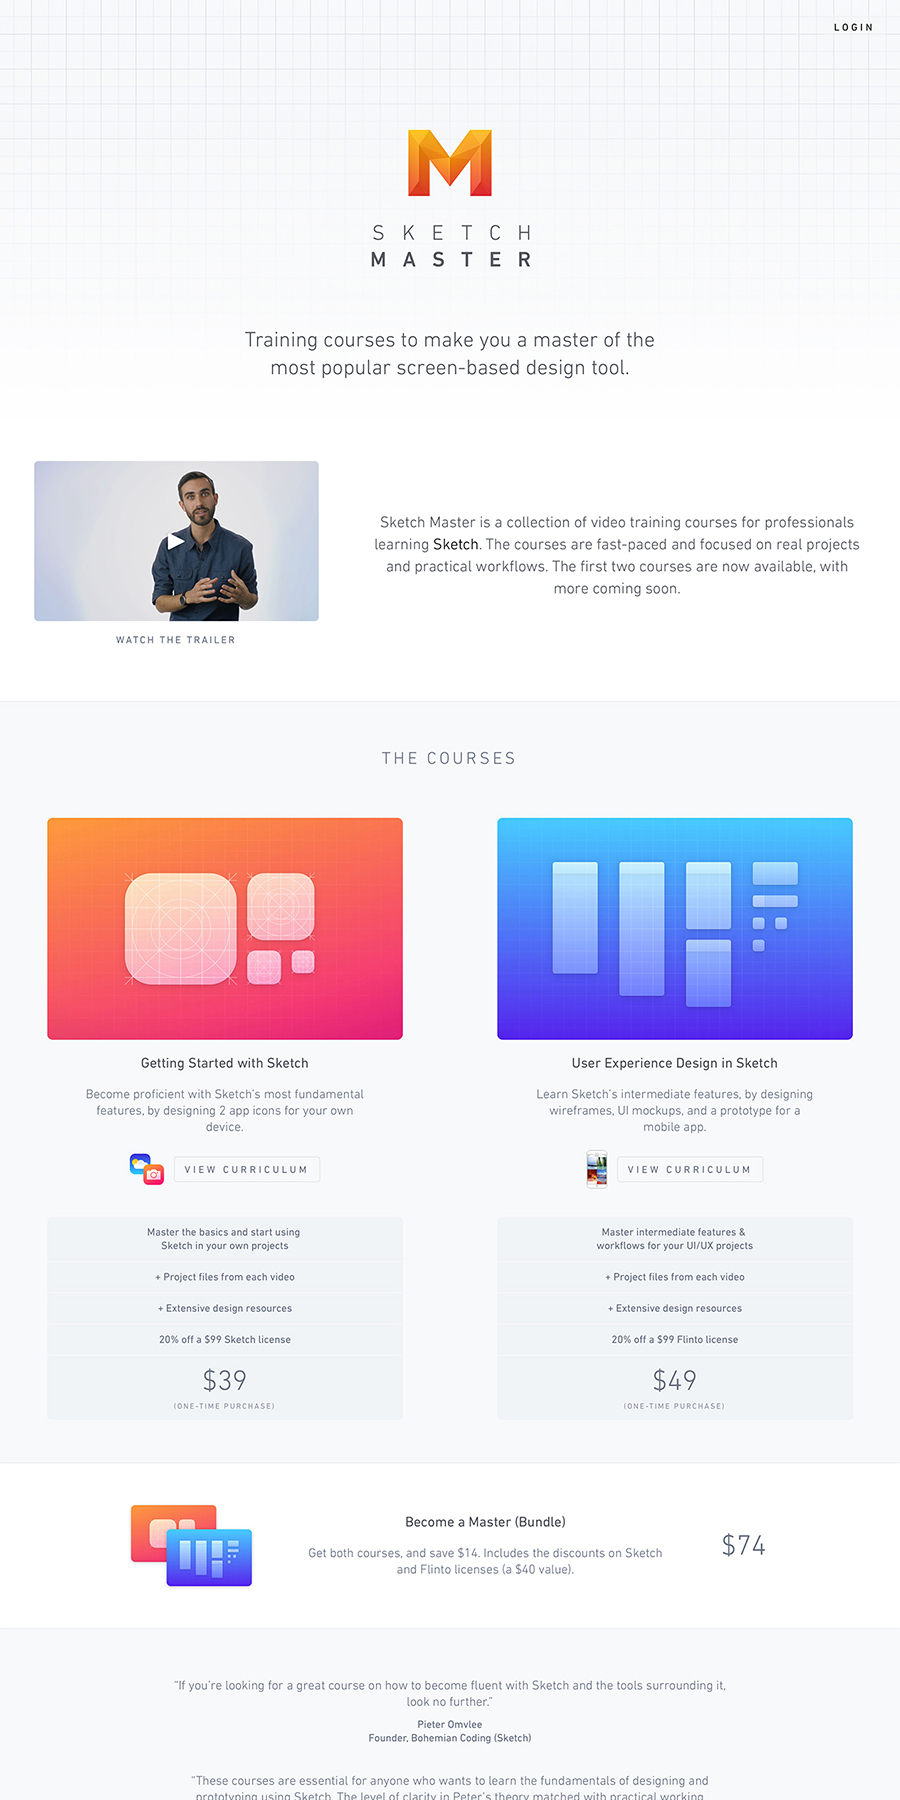 LOGIN
SKETCH
MASTER
Training courses to make you a master of the
most popular screen-based design tool.
Sketch Master is a collection of video training courses for professionals
learning Sketch. The courses are fast-paced and focused on real projects
and practical workflows. The first two courses are now available, with
more coming soon.
WATCH THE TRAILER
THE COURSES
Getting Started with Sketch
Become proficient with Sketch's most fundamental
features, by designing 2 app icons for your own
device.
VIEW CURRICULUM
Master the basics and start using
Sketch in your own projects
+ Project files from each video
+ Extensive design resources
20% off a $99 Sketch license
$39
(ONE-TIME PURCHASE)
User Experience Design in Sketch
Learn Sketch's intermediate features, by designing
wireframes, UI mockups, and a prototype for a
mobile app.
VIEW CURRICULUM
Master intermediate features &
workflows for your UI/UX projects
+ Project files from each video
+ Extensive design resources
20% off a $99 Flinto license
$49
(ONE-TIME PURCHASE)
Become a Master (Bundle)
Get both courses, and save $14. Includes the discounts on Sketch
and Flinto licenses (a $40 value).
$74
“If you're looking for a great course on how to become fluent with Sketch and the tools surrounding it,
look no further.”
Pieter Omvlee
Founder, Bohemian Coding (Sketch)
“These courses are essential for anyone who wants to learn the fundamentals of designing and
prototyping using Sketch. The level of clarity in Peter's theory matched with practical working